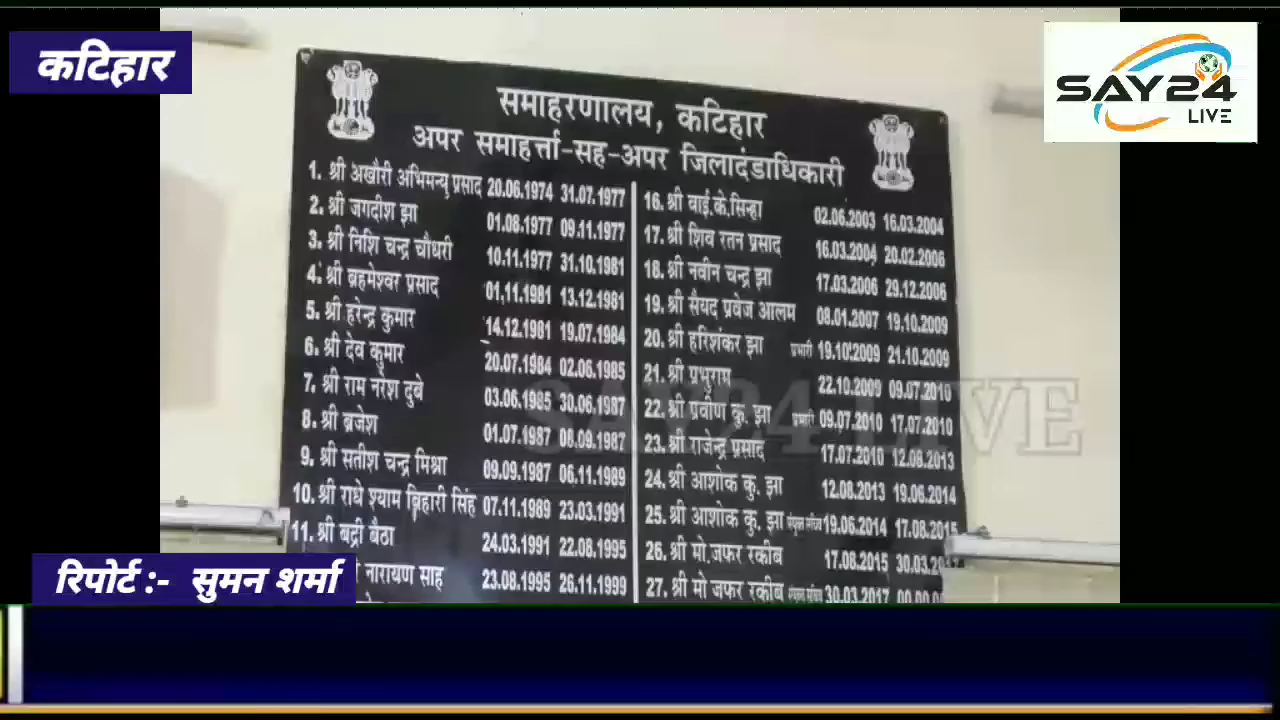 कटिहार
SAY24
LIVE
समाहरणालय, कटिहार
अपर समाहर्त्ता-सह-अपर जिलादंडाधिकारी
1. श्री अखौरी अभिमन्यु प्रसाद 20.06.1974 31.07.1977
2. श्री जगदीश झा 01.08.1977 09.11.1977
3. श्री निशि चन्द्र चौधरी 10.11.1977 31.10.1981
4. श्री ब्रहमेश्वर प्रसाद 01.11.1981 13.12.1981
5. श्री हरेन्द्र कुमार 14.12.1981 19.07.1984
6. श्री देव कुमार 20.07.1984 02.06.1985
7. श्री राम नरेश दुबे 03.06.1985 30.06.1987
8. श्री ब्रजेश 01.07.1987 08.09.1987
9. श्री सतीश चन्द्र मिश्रा 09.09.1987 06.11.1989
10. श्री राधे श्याम बिहारी सिंह 07.11.1989 23.03.1991
11. श्री बद्री बैठा 24.03.1991 22.08.1995
नारायण साह 23.08.1995 26.11.1999
16. श्री वाई.के.सिन्हा 02.06.2003 16.03.2004
17. श्री शिव रतन प्रसाद 16.03.2004 20.02.2006
18. श्री नवीन चन्द्र झा 17.03.2006 29.12.2006
19. श्री सैयद प्रवेज आलम 08.01.2007 19.10.2009
20. श्री हरिशंकर झा प्रभारी 19.10.2009 21.10.2009
21. श्री प्रभुराम 22.10.2009 09.07.2010
22. श्री प्रवीण कु. झा प्रभारी 09.07.2010 17.07.2010
23. श्री राजेन्द्र प्रसाद 17.07.2010 12.08.2013
24. श्री आशोक कु. झा 12.08.2013 19.06.2014
25. श्री आशोक कु. झा 19.06.2014 17.08.2015
26. श्री मो.जफर रकीब 17.08.2015 30.03.2017
27. श्री मो जफर रकीब 30.03.2017 00.00.00
SAY24 LIVE
रिपोर्ट :- सुमन शर्मा